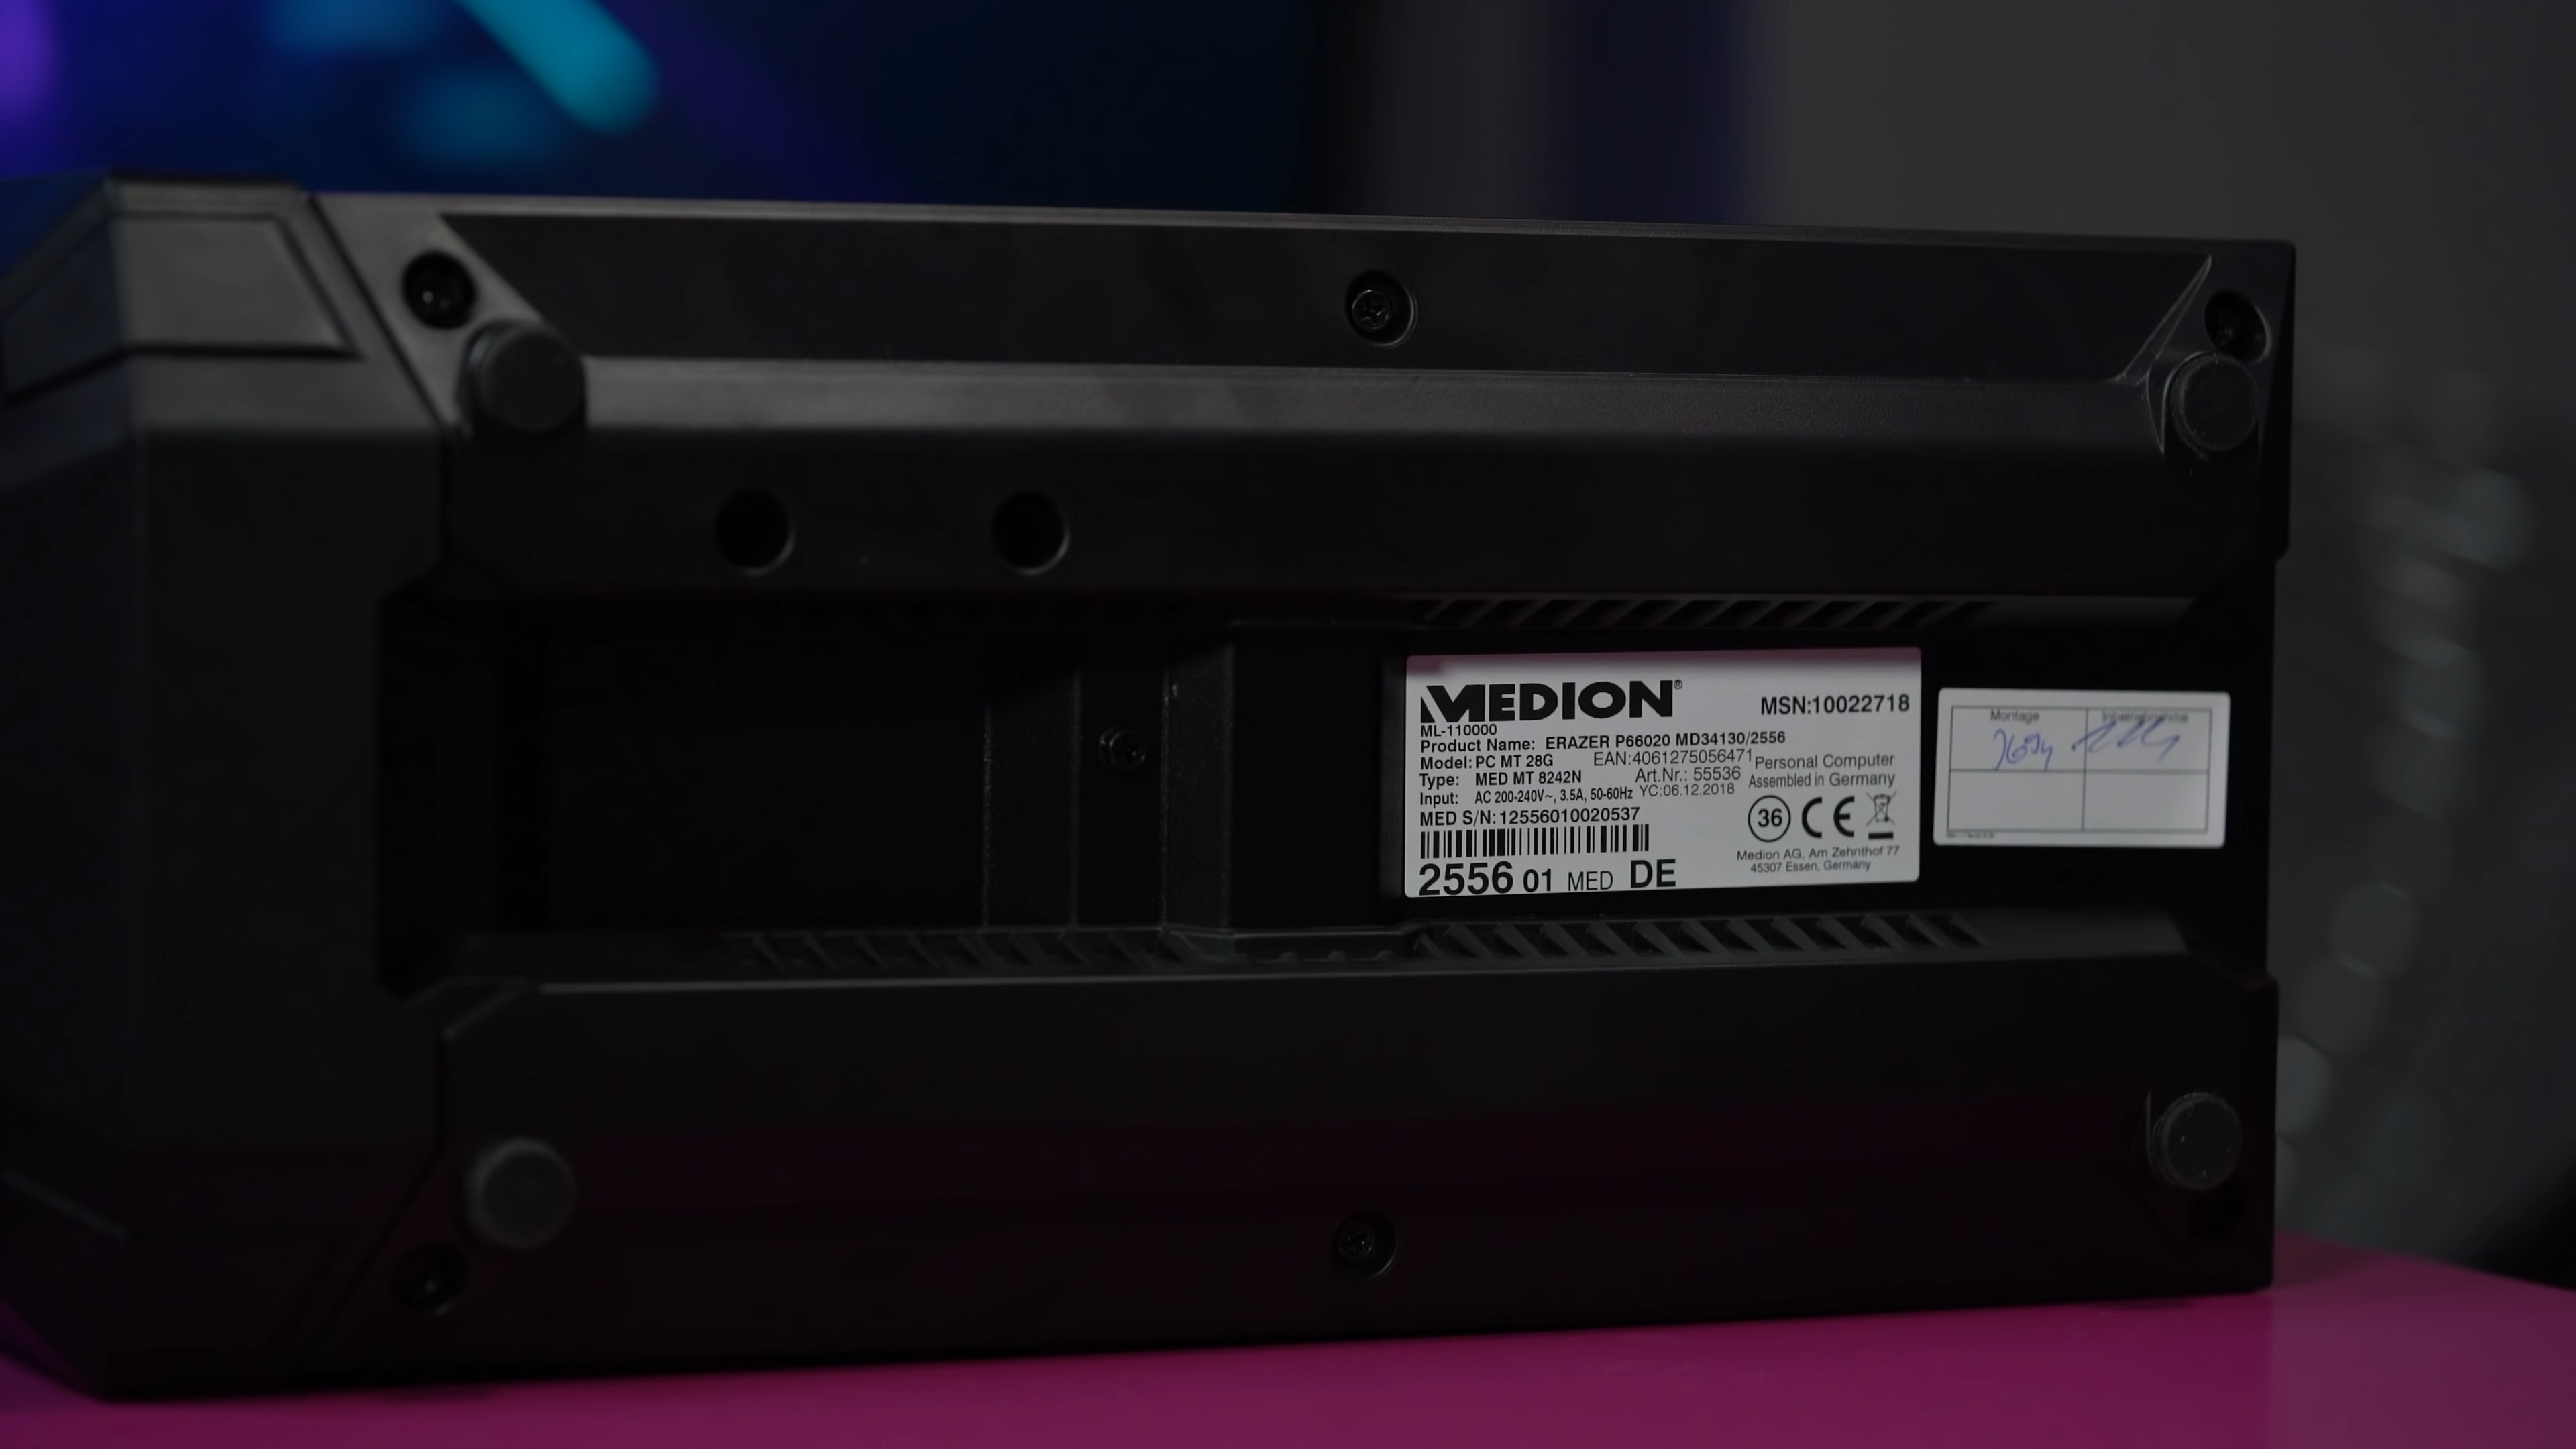 MEDION®
MSN:10022718
ML-110000
Product Name: ERAZER P66020 MD34130/2556
Model: PC MT 28G EAN:4061275056471
Type: MED MT 8242N Art.Nr.: 55536
Input: AC 200-240V~, 3.5A, 50-60Hz YC:06.12.2018
Personal Computer
Assembled in Germany
MED S/N: 12556010020537
36 CE
2556 01 MED DE
Medion AG, Am Zehnthof 77
45307 Essen, Germany
Montage Inbetriebnahme